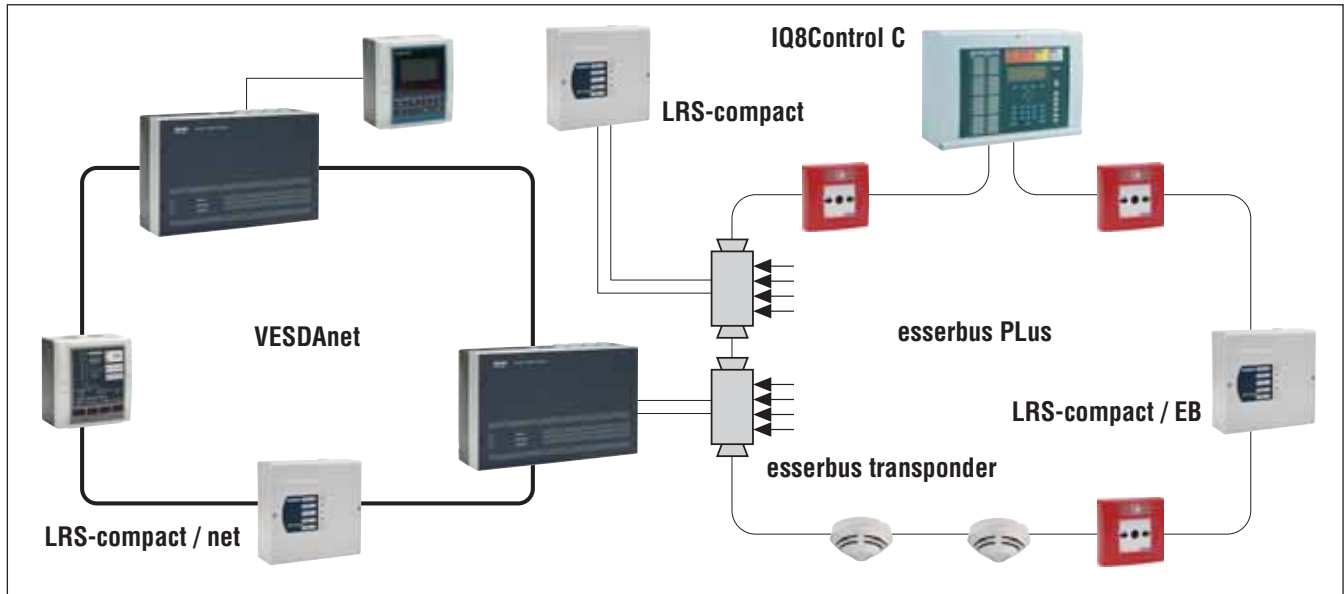 IQ8Control C
LRS-compact
VESDAnet
esserbus PLus
LRS-compact / EB
esserbus transponder
LRS-compact / net